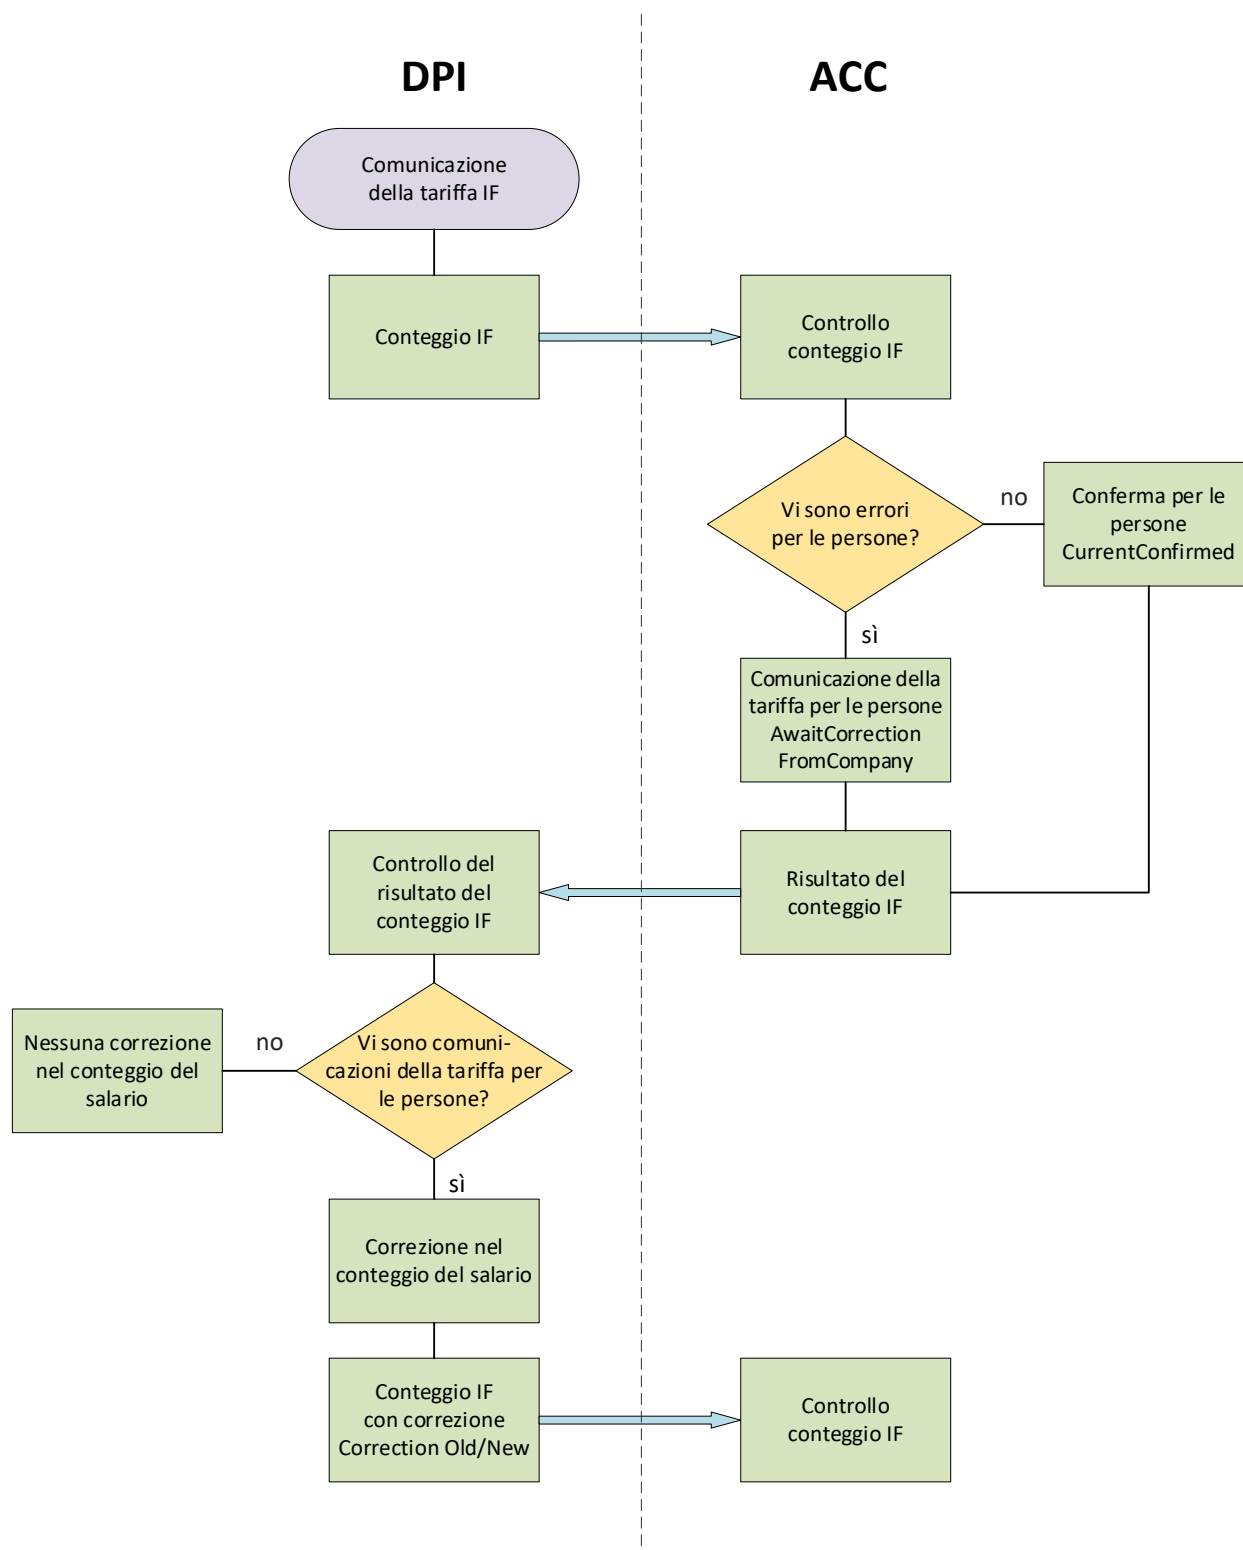 DPI
ACC
Comunicazione
della tariffa IF
Conteggio IF
Controllo
conteggio IF
Vi sono errori
per le persone?
no
Conferma per le
persone
CurrentConfirmed
sì
Comunicazione della
tariffa per le persone
AwaitCorrection
FromCompany
Controllo del
risultato del
conteggio IF
Risultato del
conteggio IF
Nessuna correzione
nel conteggio del
salario
no
Vi sono comuni-
cazioni della tariffa per
le persone?
sì
Correzione nel
conteggio del salario
Conteggio IF
con correzione
Correction Old/New
Controllo
conteggio IF